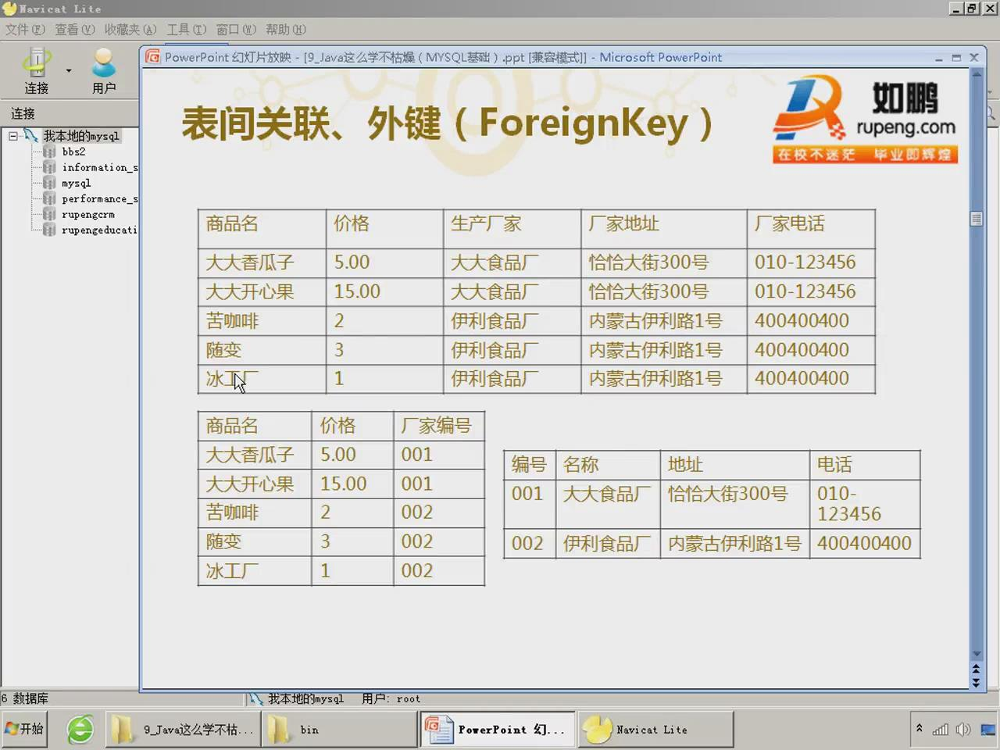 Navicat Lite
文件(F) 查看(V) 收藏夹(A) 工具(T) 窗口(W) 帮助(H)
连接 用户
连接
我本地的mysql
bbs2
information_s
mysql
performance_s
rupengcrm
rupengeducati
PowerPoint 幻灯片放映 - [9_Java这么学不枯燥（MYSQL基础）.ppt [兼容模式]] - Microsoft PowerPoint
表间关联、外键（ForeignKey）
如鹏
rupeng.com
在校不迷茫 毕业即辉煌
商品名 价格 生产厂家 厂家地址 厂家电话
大大香瓜子 5.00 大大食品厂 恰恰大街300号 010-123456
大大开心果 15.00 大大食品厂 恰恰大街300号 010-123456
苦咖啡 2 伊利食品厂 内蒙古伊利路1号 400400400
随变 3 伊利食品厂 内蒙古伊利路1号 400400400
冰工厂 1 伊利食品厂 内蒙古伊利路1号 400400400
商品名 价格 厂家编号
大大香瓜子 5.00 001
大大开心果 15.00 001
苦咖啡 2 002
随变 3 002
冰工厂 1 002
编号 名称 地址 电话
001 大大食品厂 恰恰大街300号 010-
123456
002 伊利食品厂 内蒙古伊利路1号 400400400
6 数据库 我本地的mysql 用户: root
开始 9_Java这么学不枯... bin PowerPoint 幻... Navicat Lite